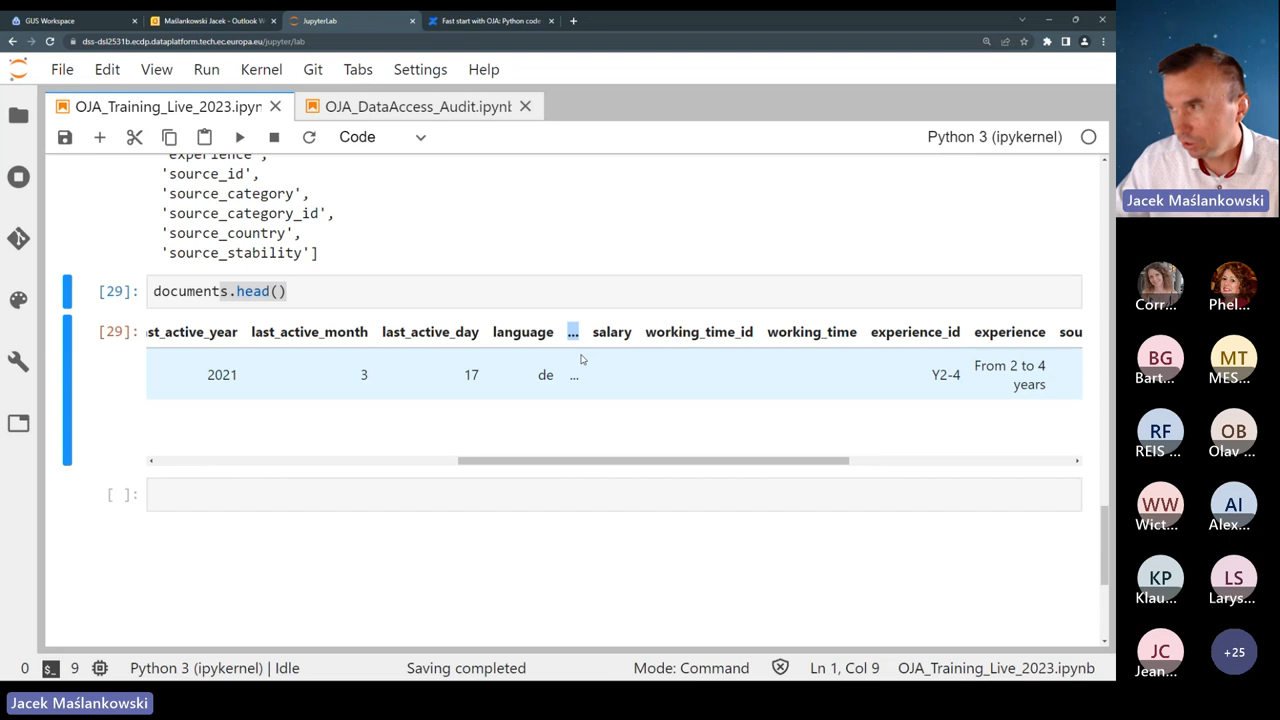 GUS Workspace
Maślankowski Jacek - Outlook W
JupyterLab
Fast start with OJA: Python code
dss-dsl2531b.ecdp.dataplatform.tech.ec.europa.eu/jupyter/lab
File Edit View Run Kernel Git Tabs Settings Help
OJA_Training_Live_2023.ipyn
OJA_DataAccess_Audit.ipynb
Code
Python 3 (ipykernel)
'experience',
'source_id',
'source_category',
'source_category_id',
'source_country',
'source_stability']
[29]: documents.head()
[29]: ast_active_year last_active_month last_active_day language ... salary working_time_id working_time experience_id experience sou
2021 3 17 de ... Y2-4 From 2 to 4
years
[ ]:
0 9 Python 3 (ipykernel) | Idle Saving completed Mode: Command Ln 1, Col 9 OJA_Training_Live_2023.ipynb
Jacek Maślankowski
Jacek Maślankowski
Corr...
Phel...
BG
Bart...
MT
MES...
RF
REIS ...
OB
Olav ...
WW
Wict...
AI
Alex...
KP
Klau...
LS
Larys...
JC
Jean...
+25